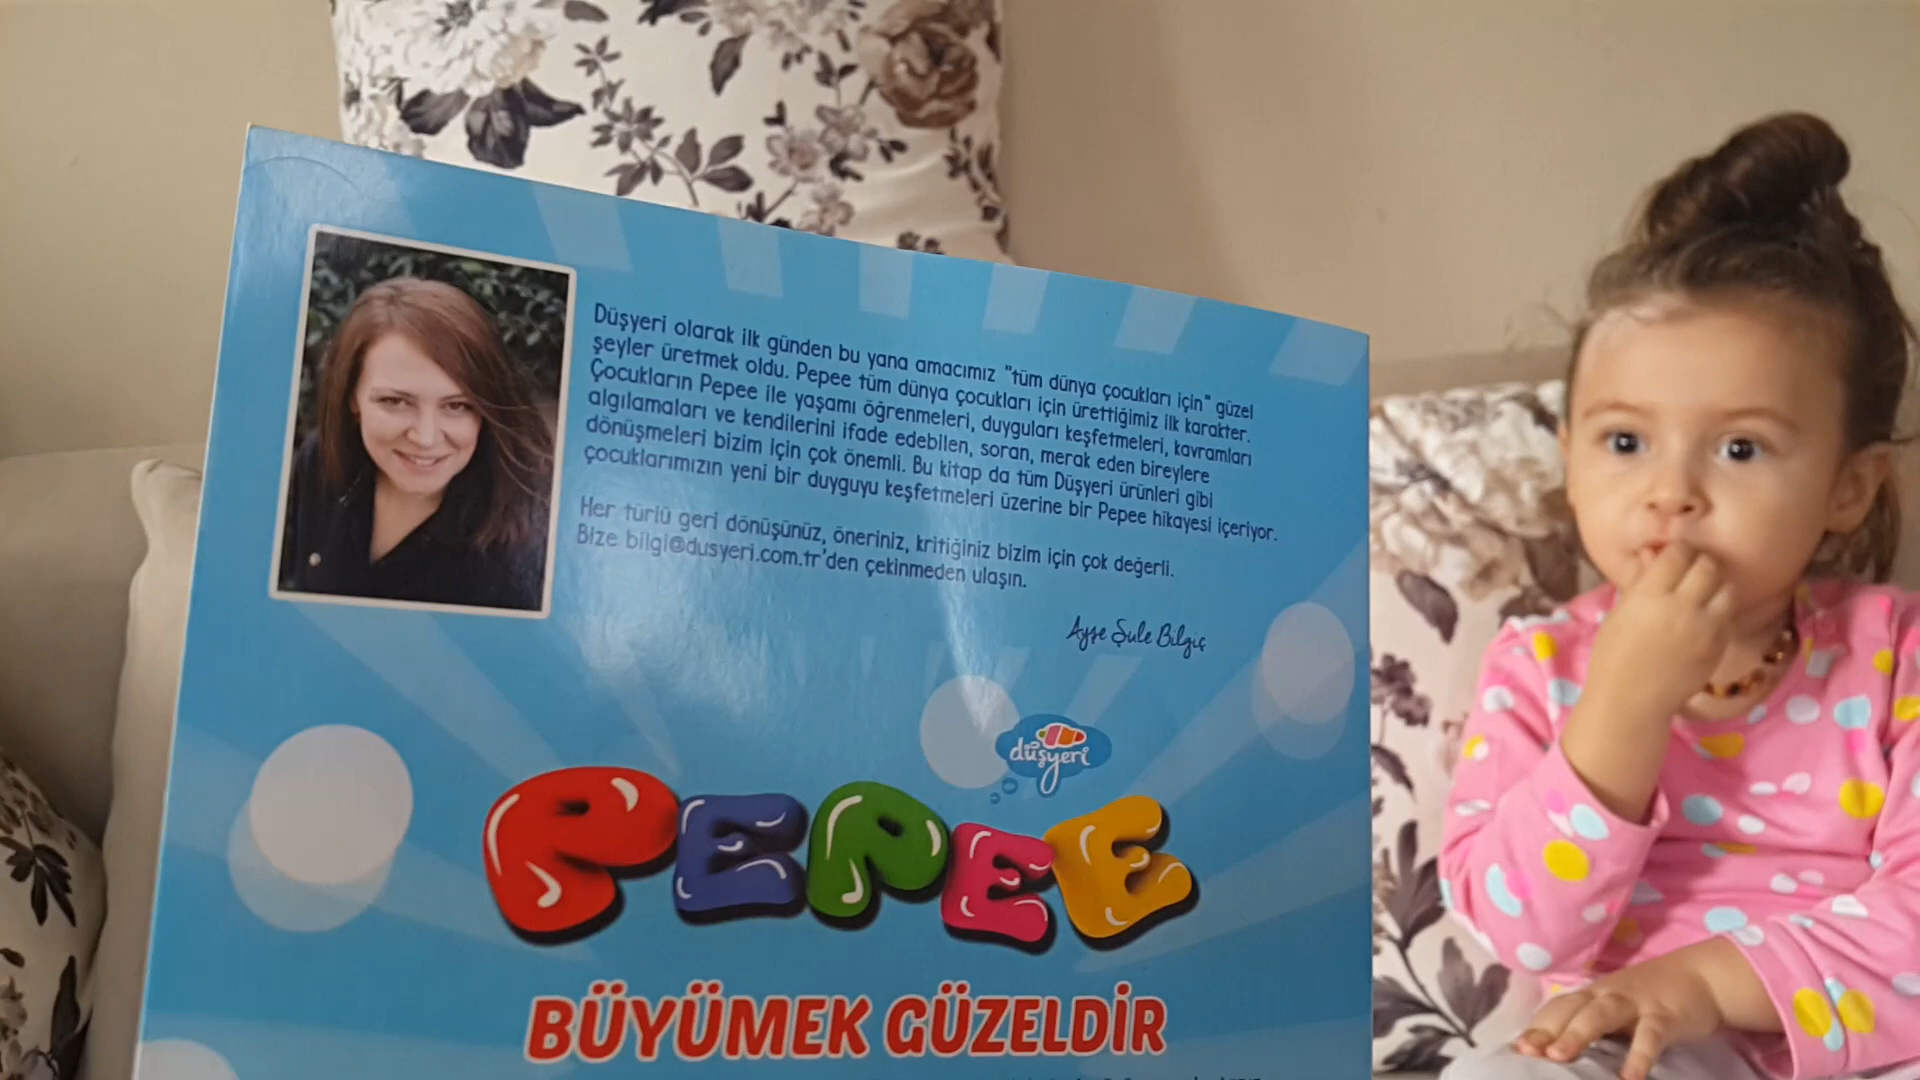 Düşyeri olarak ilk günden bu yana amacımız "tüm dünya çocukları için" güzel
şeyler üretmek oldu. Pepee tüm dünya çocukları için ürettiğimiz ilk karakter.
Çocukların Pepee ile yaşamı öğrenmeleri, duyguları keşfetmeleri, kavramları
algılamaları ve kendilerini ifade edebilen, soran, merak eden bireylere
dönüşmeleri bizim için çok önemli. Bu kitap da tüm Düşyeri ürünleri gibi
çocuklarımızın yeni bir duyguyu keşfetmeleri üzerine bir Pepee hikayesi içeriyor.
Her türlü geri dönüşünüz, öneriniz, kritiğiniz bizim için çok değerli.
Bize bilgi@dusyeri.com.tr'den çekinmeden ulaşın.
Ayşe Şule Bilgiç
düşyeri
PEPEE
BÜYÜMEK GÜZELDİR